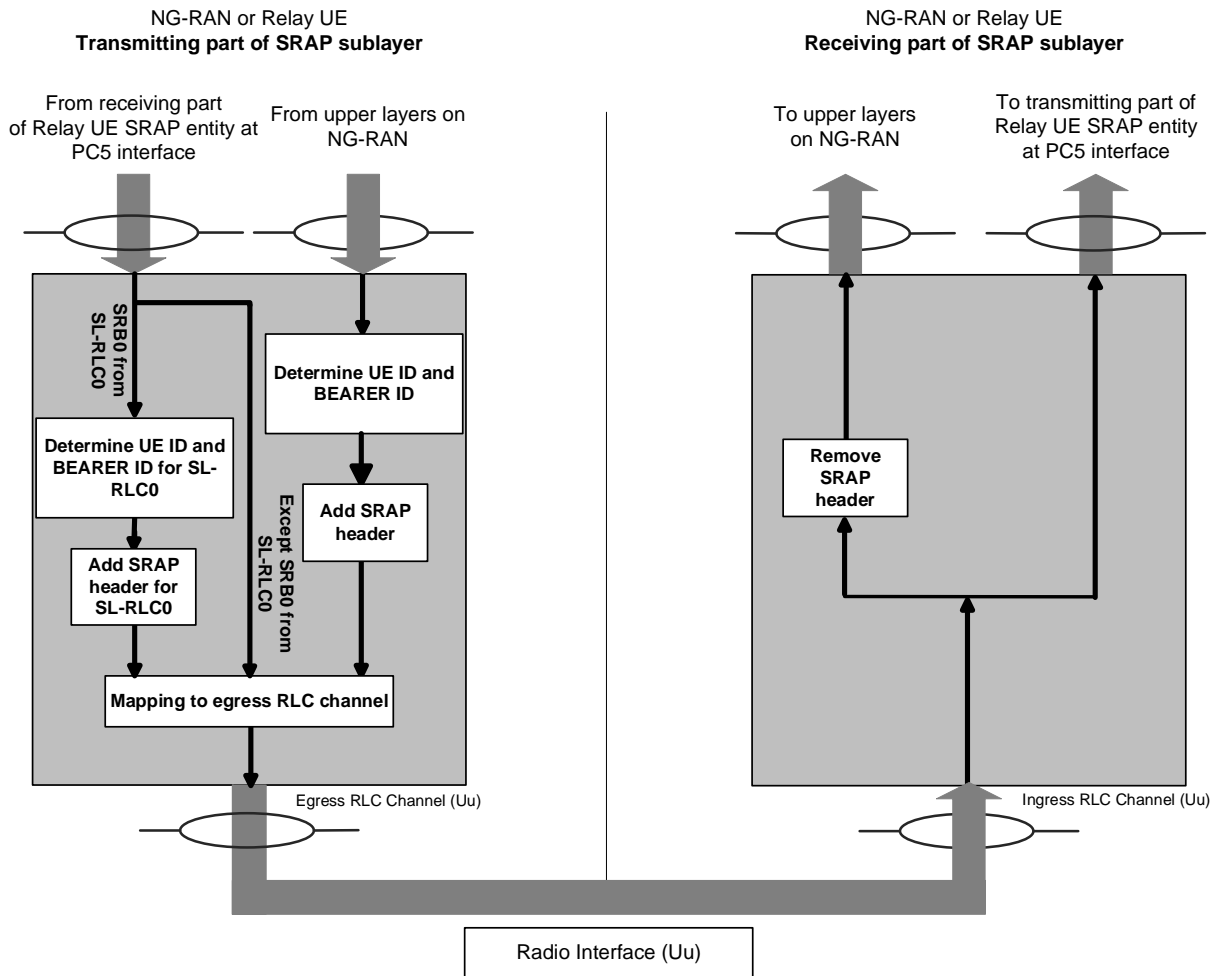 NG-RAN or Relay UE
Transmitting part of SRAP sublayer
From receiving part
of Relay UE SRAP entity at
PC5 interface
From upper layers on
NG-RAN
SRB0 from
SL-RLC0
Determine UE ID and
BEARER ID
Determine UE ID and
BEARER ID for SL-
RLC0
Except SRB0 from
SL-RLC0
Add SRAP
header
Add SRAP
header for
SL-RLC0
Mapping to egress RLC channel
Egress RLC Channel (Uu)
NG-RAN or Relay UE
Receiving part of SRAP sublayer
To upper layers
on NG-RAN
To transmitting part of
Relay UE SRAP entity
at PC5 interface
Remove
SRAP
header
Ingress RLC Channel (Uu)
Radio Interface (Uu)